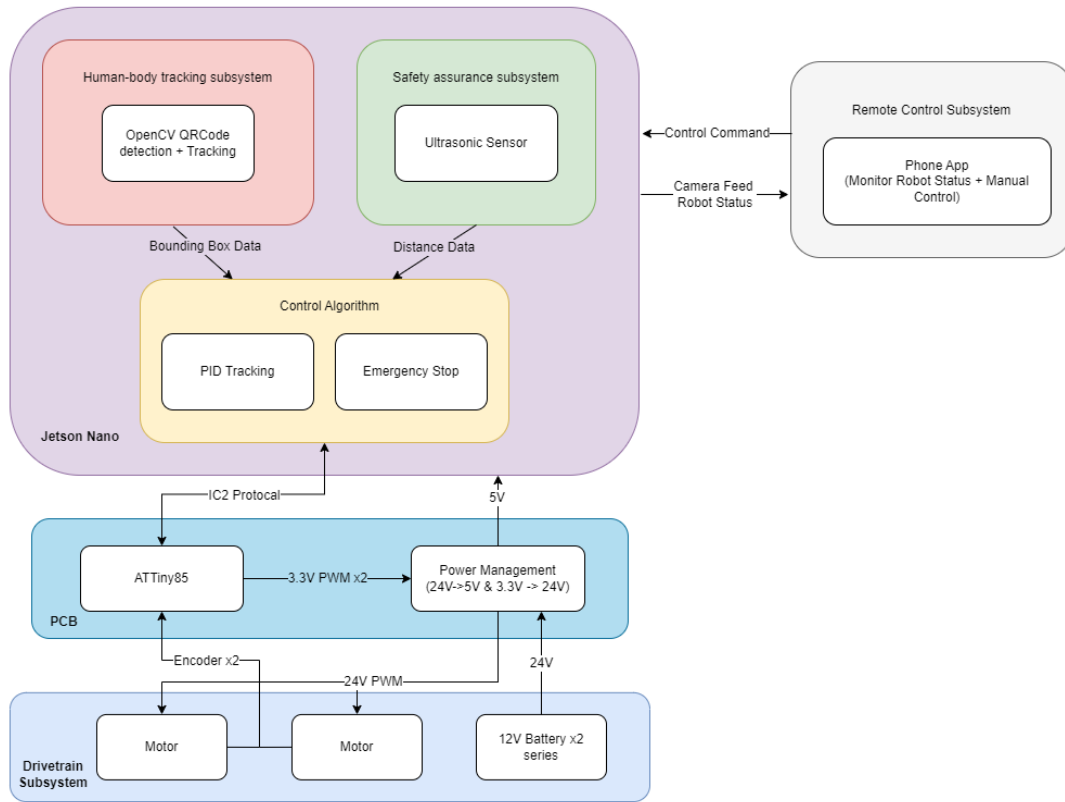 Human-body tracking subsystem
OpenCV QRCode
detection + Tracking
Safety assurance subsystem
Ultrasonic Sensor
Remote Control Subsystem
Phone App
(Monitor Robot Status + Manual
Control)
Control Command
Camera Feed
Robot Status
Bounding Box Data
Distance Data
Control Algorithm
PID Tracking
Emergency Stop
Jetson Nano
IC2 Protocal
5V
ATTiny85
3.3V PWM x2
Power Management
(24V->5V & 3.3V -> 24V)
PCB
Encoder x2
24V PWM
24V
Motor
Motor
12V Battery x2
series
Drivetrain
Subsystem